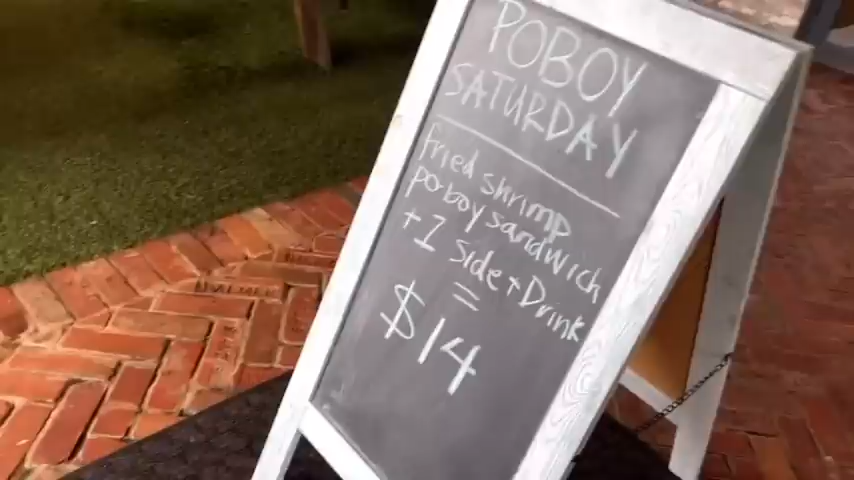 POBOY
SATURDAY
fried shrimp
po-boy sandwich
+ 1 Side + Drink
=
$14